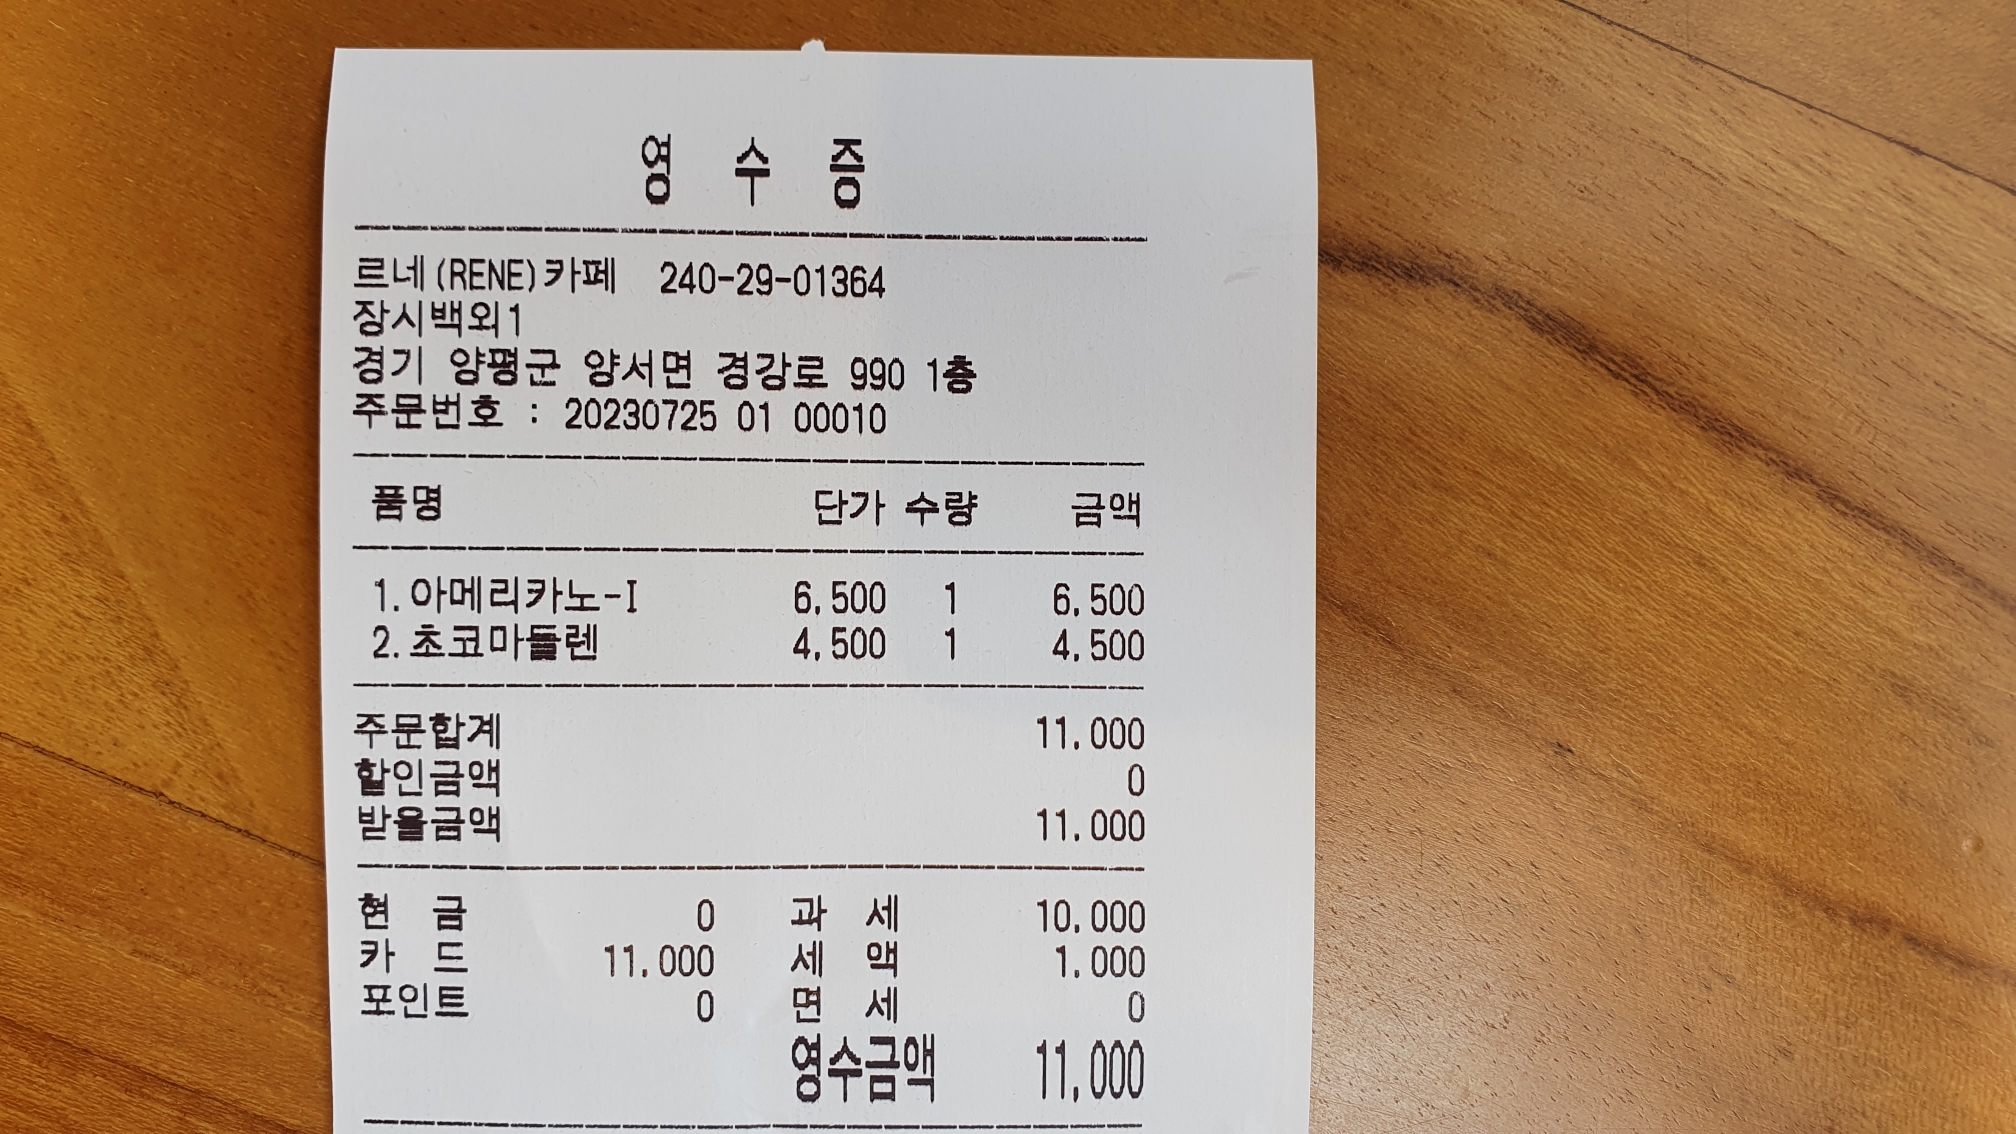 영 수 증
르네(RENE)카페 240-29-01364
장시백외1
경기 양평군 양서면 경강로 990 1층
주문번호 : 20230725 01 00010
품명 단가 수량 금액
1.아메리카노-I 6,500 1 6,500
2.초코마들렌 4,500 1 4,500
주문합계 11,000
할인금액 0
받을금액 11,000
현 금 0 과 세 10,000
카 드 11,000 세 액 1,000
포인트 0 면 세 0
영수금액 11,000